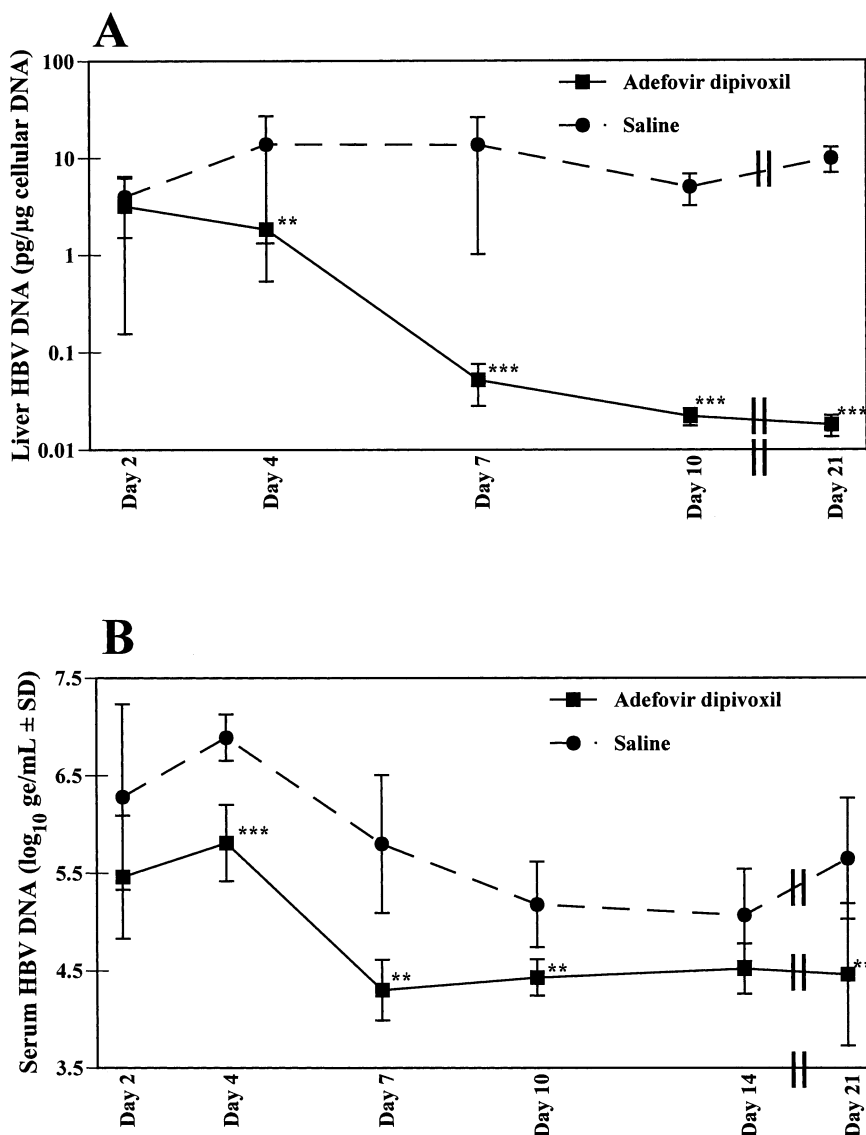 A
Liver HBV DNA (pg/µg cellular DNA)
100
10
1
0.1
0.01
Adefovir dipivoxil
Saline
**
***
***
***
Day 2
Day 4
Day 7
Day 10
Day 21
B
Serum HBV DNA (log10 ge/mL ± SD)
7.5
6.5
5.5
4.5
3.5
Adefovir dipivoxil
Saline
***
**
**
**
Day 2
Day 4
Day 7
Day 10
Day 14
Day 21